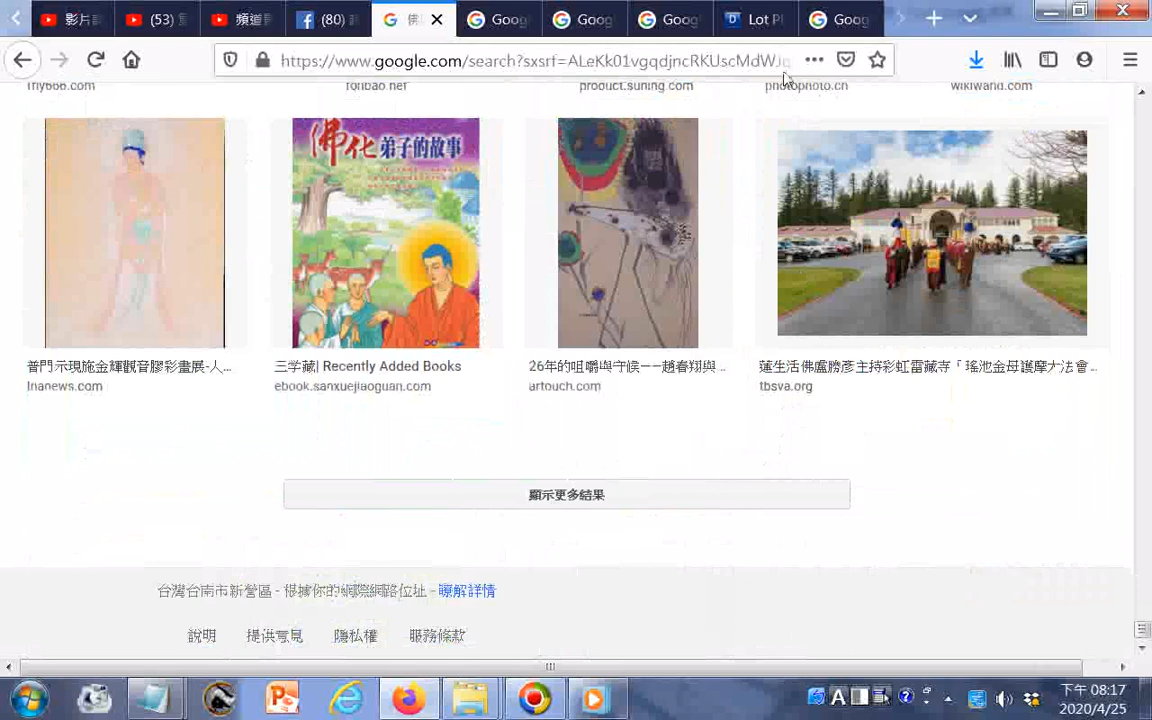 影片
(53)
頻道
(80)
Goog
Goog
Goog
Lot Pl
Goog
https://www.google.com/search?sxsrf=ALeKk01vgqqdjncRKUscMdWJq
product.suning.com
photophoto.cn
wikiwand.com
佛化 弟子的故事
普門示現施金輝觀音膠彩畫展-人...
lnanews.com
三学藏| Recently Added Books
ebook.sanxuejiaoguan.com
26年的咀嚼與守候——趙春翔與 ...
artouch.com
蓮生活佛盧勝彥主持彩虹雷藏寺「瑤池金母護摩大法會...
tbsva.org
顯示更多結果
台灣台南市新營區 - 根據你的網際網路位址 - 瞭解詳情
說明
提供意見
隱私權
服務條款
下午 08:17
2020/4/25